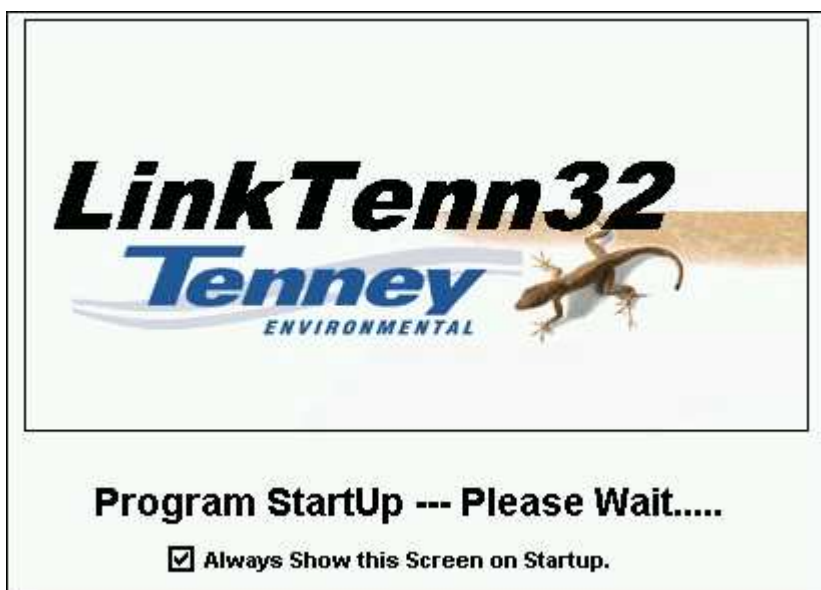 LinkTenn32
Tenney
ENVIRONMENTAL
Program StartUp --- Please Wait.....
Always Show this Screen on Startup.